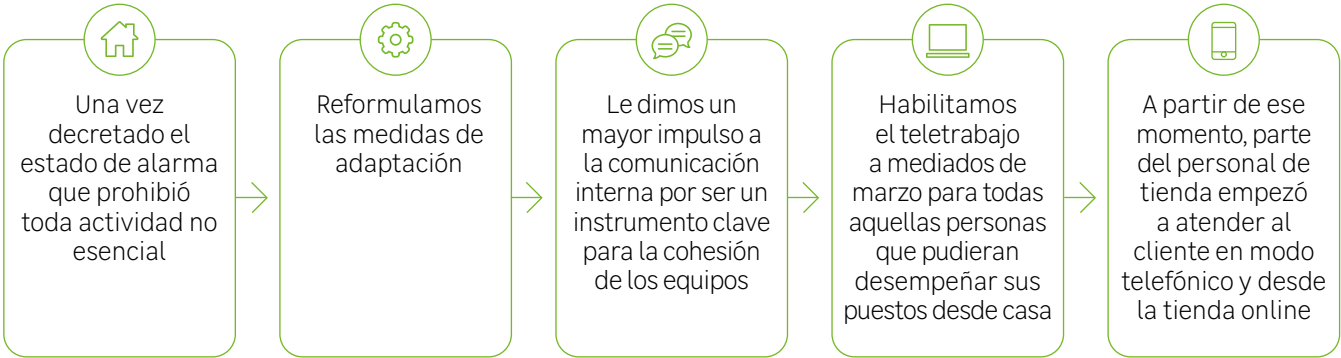 Una vez
decretado el
estado de alarma
que prohibió
toda actividad no
esencial
Reformulamos
las medidas de
adaptación
Le dimos un
mayor impulso a
la comunicación
interna por ser un
instrumento clave
para la cohesión
de los equipos
Habilitamos
el teletrabajo
a mediados de
marzo para todas
aquellas personas
que pudieran
desempeñar sus
puestos desde casa
A partir de ese
momento, parte
del personal de
tienda empezó
a atender al
cliente en modo
telefónico y desde
la tienda online